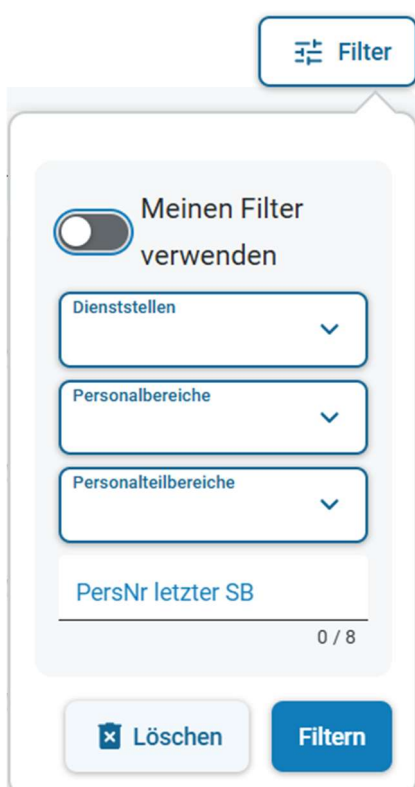 Filter
Meinen Filter
verwenden
Dienststellen
Personalbereiche
Personalteilbereiche
PersNr letzter SB
0 / 8
Löschen
Filtern